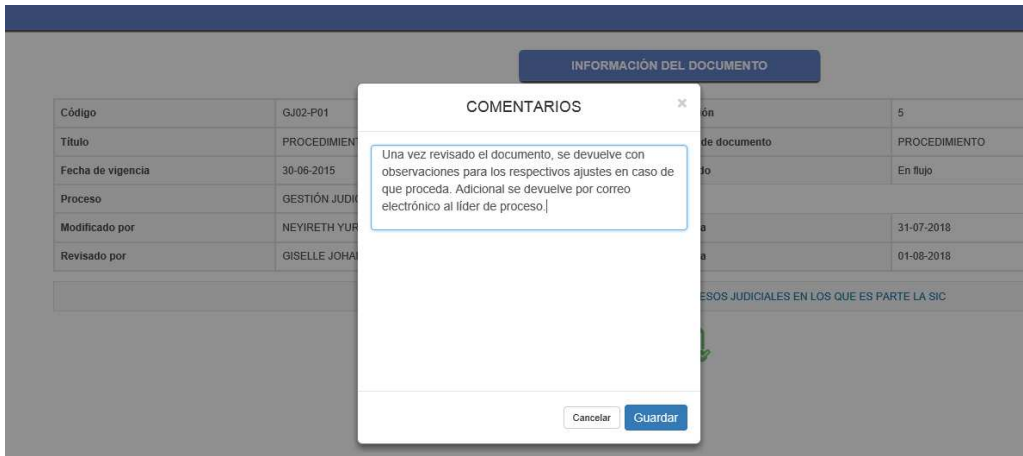 INFORMACIÓN DEL DOCUMENTO
COMENTARIOS ×
Código GJ02-P01 ón 5
Título PROCEDIMIENT de documento PROCEDIMIENTO
Una vez revisado el documento, se devuelve con
observaciones para los respectivos ajustes en caso de
que proceda. Adicional se devuelve por correo
electrónico al líder de proceso.
Fecha de vigencia 30-06-2015 do En flujo
Proceso GESTIÓN JUDIC
Modificado por NEYIRETH YUR a 31-07-2018
Revisado por GISELLE JOHA a 01-08-2018
ESOS JUDICIALES EN LOS QUE ES PARTE LA SIC
Cancelar Guardar